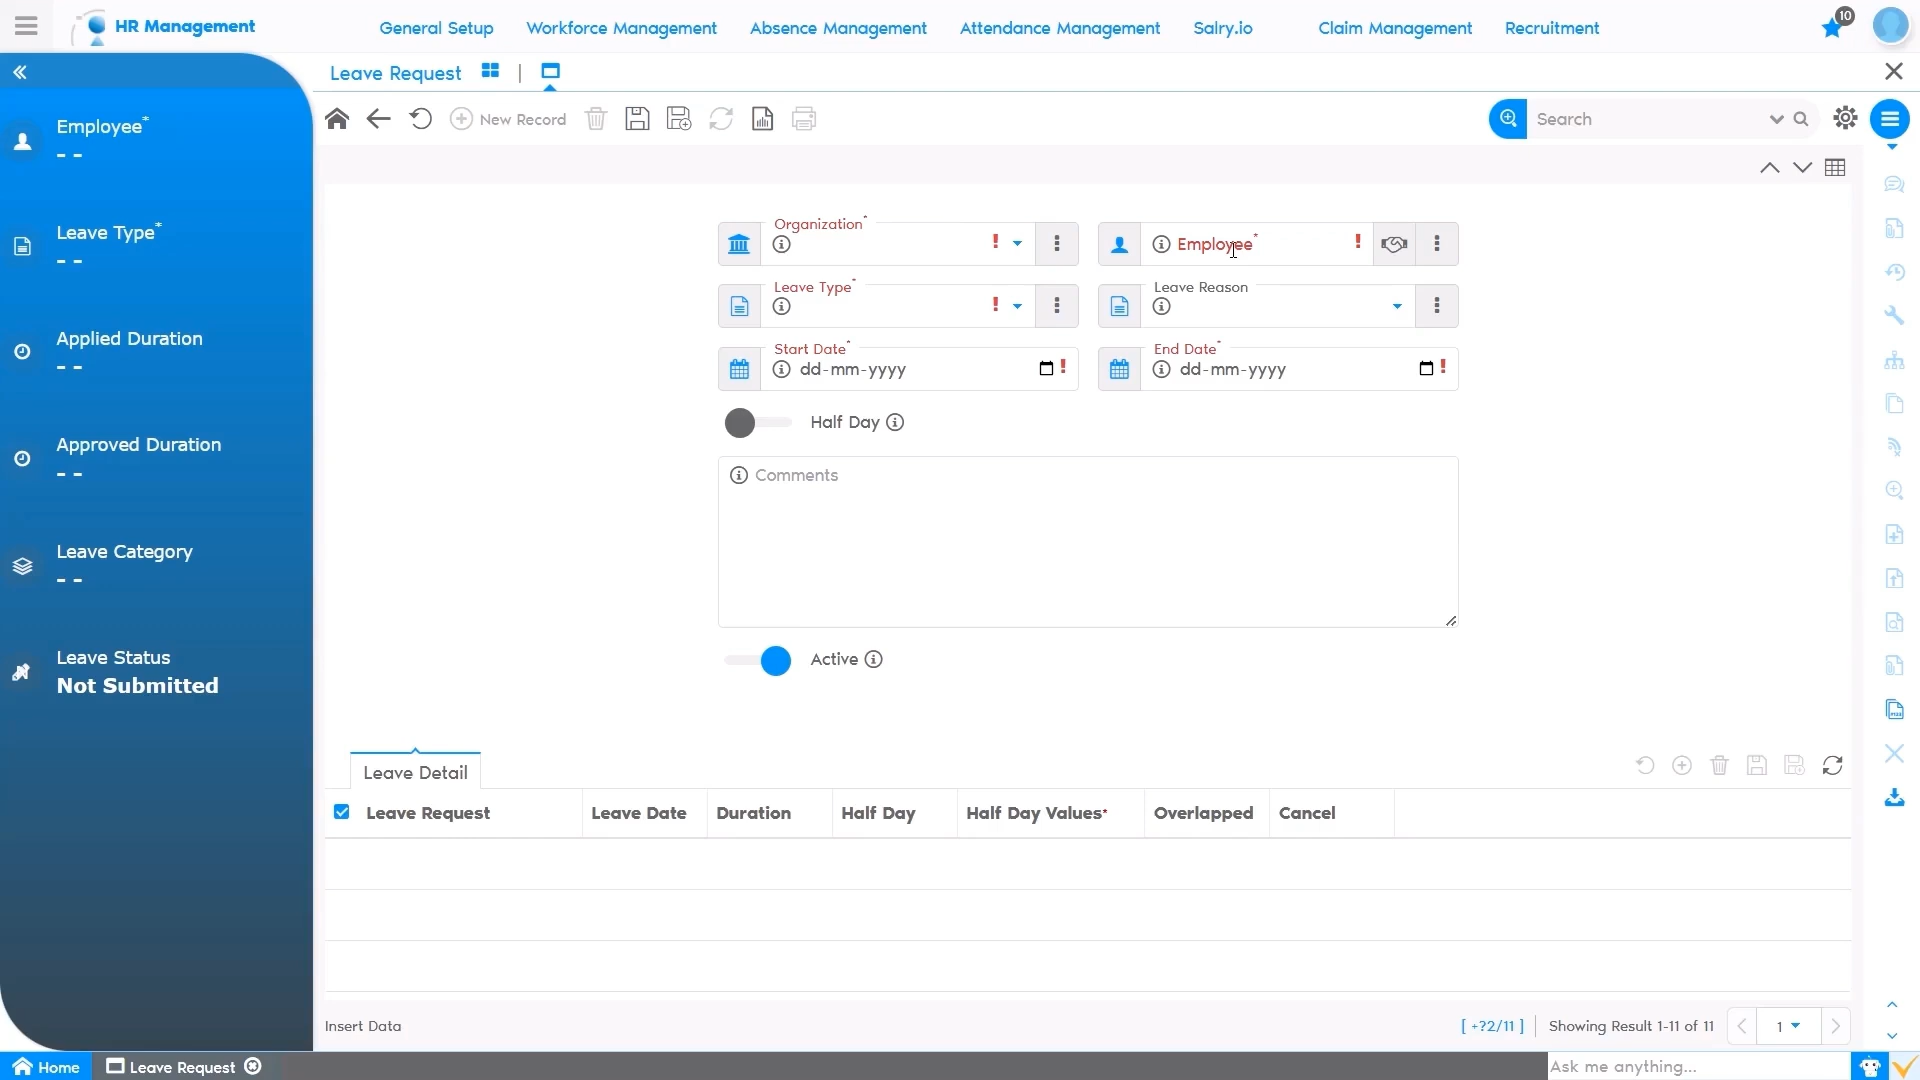 HR Management
General Setup
Workforce Management
Absence Management
Attendance Management
Salry.io
Claim Management
Recruitment
10
Leave Request
New Record
Search
Employee*
- -
Leave Type*
- -
Applied Duration
- -
Approved Duration
- -
Leave Category
- -
Leave Status
Not Submitted
Organization*
Employee*
Leave Type*
Leave Reason
Start Date*
dd-mm-yyyy
End Date*
dd-mm-yyyy
Half Day
Comments
Active
Leave Detail
Leave Request
Leave Date
Duration
Half Day
Half Day Values*
Overlapped
Cancel
Insert Data
[ +?2/11 ]
Showing Result 1-11 of 11
1
Home
Leave Request
Ask me anything...